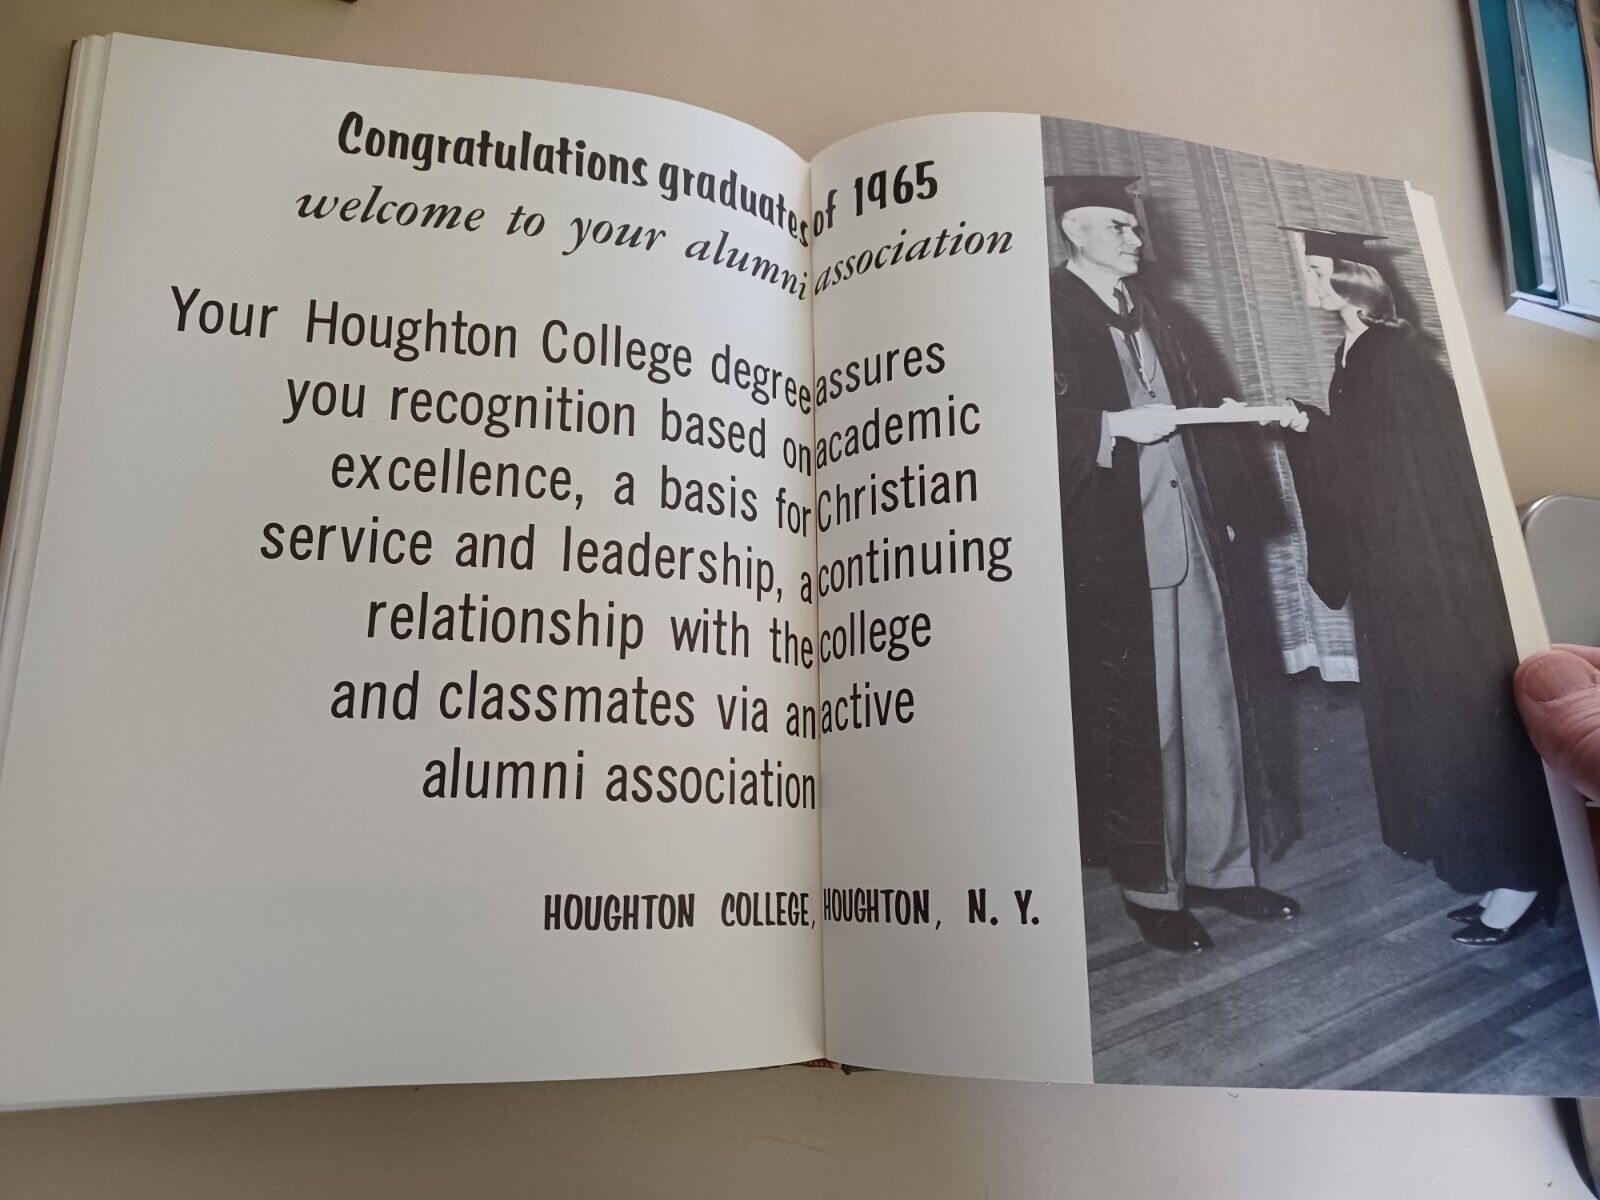 Congratulations graduates of 1965
welcome to your alumni association
Your Houghton College degree assures
you recognition based on academic
excellence, a basis for Christian
service and leadership, a continuing
relationship with the college
and classmates via an active
alumni association
HOUGHTON COLLEGE, HOUGHTON, N. Y.